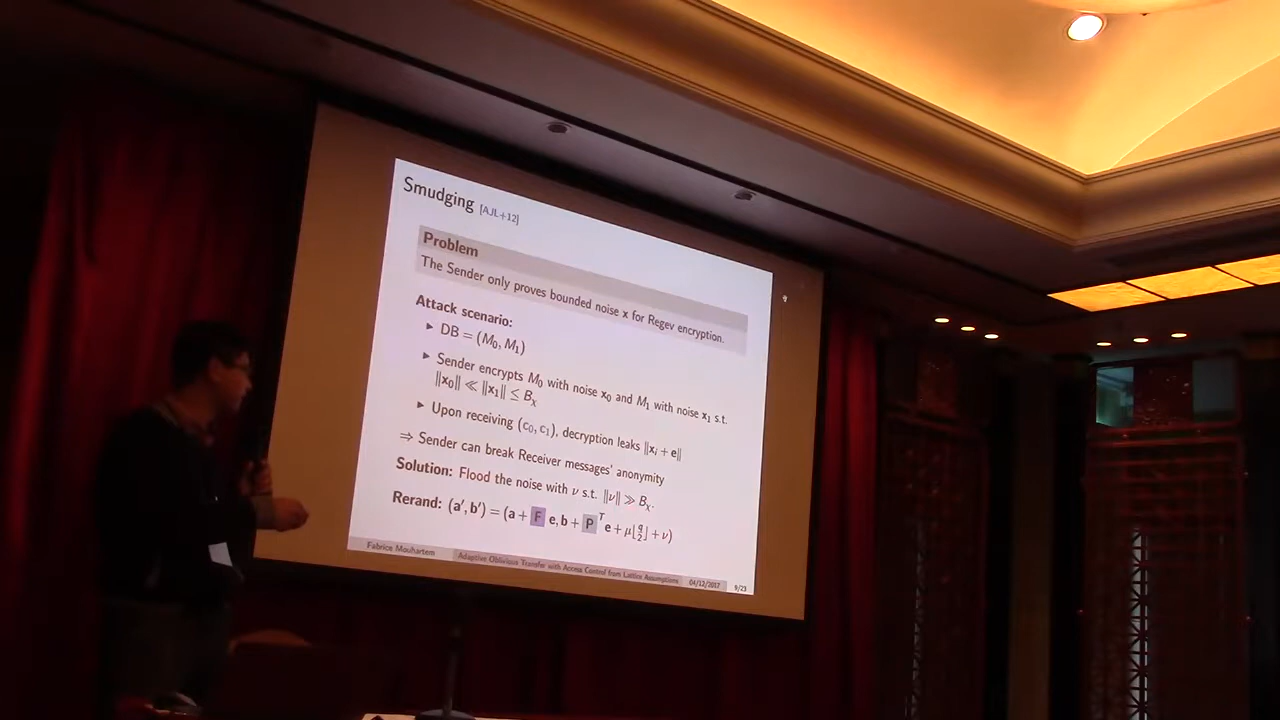 Smudging [AJL+12]
Problem
The Sender only proves bounded noise x for Regev encryption.
Attack scenario:
▶ DB = (M₀, M₁)
▶ Sender encrypts M₀ with noise x₀ and M₁ with noise x₁ s.t.
‖x₀‖ ≪ ‖x₁‖ ≤ Bᵪ
▶ Upon receiving (c₀, c₁), decryption leaks ‖xᵢ + e‖
⇒ Sender can break Receiver messages' anonymity
Solution: Flood the noise with ν s.t. ‖ν‖ ≫ Bᵪ.
Rerand: (a′, b′) = (a + F e, b + Pᵀe + μ⌊q/2⌋ + ν)
Fabrice Mouhartem Adaptive Oblivious Transfer with Access Control from Lattice Assumptions 04/12/2017 9/23